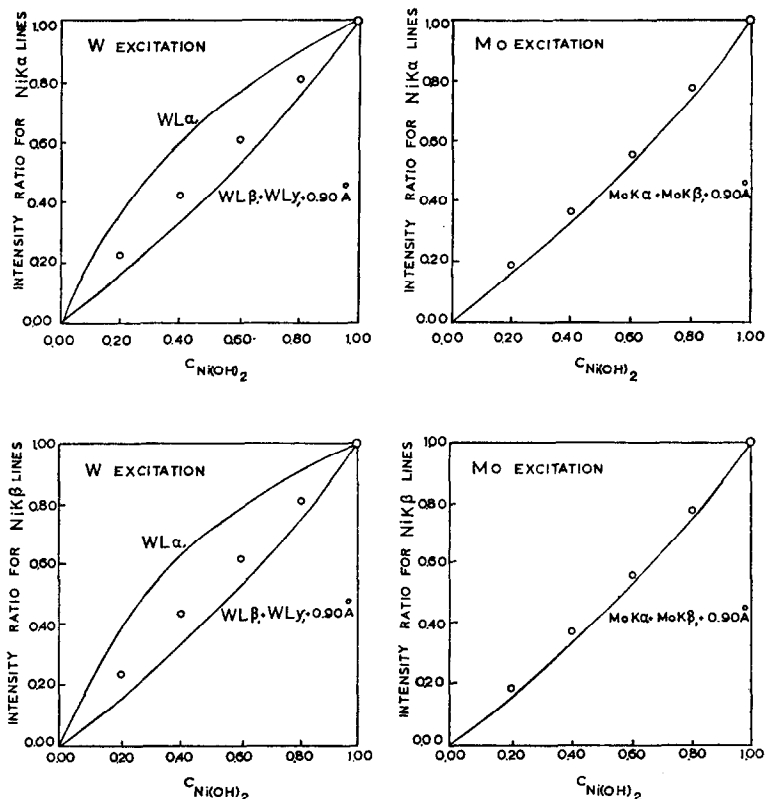 W EXCITATION
INTENSITY RATIO FOR NiKα LINES
1.00
0.80
0.60
0.40
0.20
0.00
WLα₁
WLβ₁+WLγ₁+0.90Å
0.00 0.20 0.40 0.60 0.80 1.00
CNi(OH)₂
Mo EXCITATION
INTENSITY RATIO FOR NiKα LINES
1.00
0.80
0.60
0.40
0.20
0.00
MoKα+MoKβ₁+0.90Å
0.00 0.20 0.40 0.60 0.80 1.00
CNi(OH)₂
W EXCITATION
INTENSITY RATIO FOR NiKβ LINES
1.00
0.80
0.60
0.40
0.20
0.00
WLα₁
WLβ₁+WLγ₁+0.90Å
0.00 0.20 0.40 0.60 0.80 1.00
CNi(OH)₂
Mo EXCITATION
INTENSITY RATIO FOR NiKβ LINES
1.00
0.80
0.60
0.40
0.20
0.00
MoKα+MoKβ₁+0.90Å
0.00 0.20 0.40 0.60 0.80 1.00
CNi(OH)₂